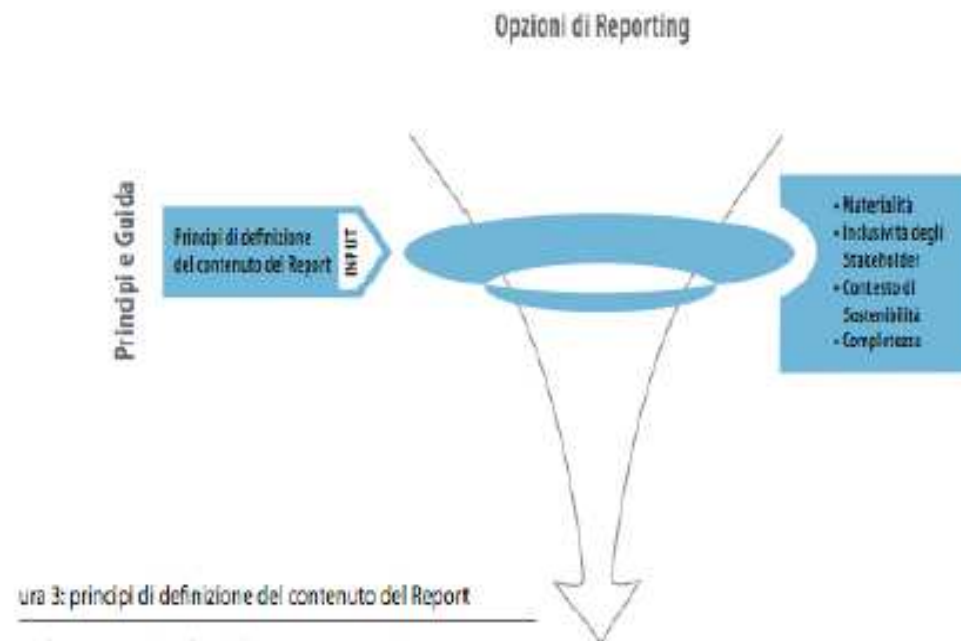 Opzioni di Reporting
Principi e Guida
Principi di definizione
del contenuto del Report
INPUT
• Materialità
• Inclusività degli
Stakeholder
• Contesto di
Sostenibilità
• Completezza
ura 3: principi di definizione del contenuto del Report